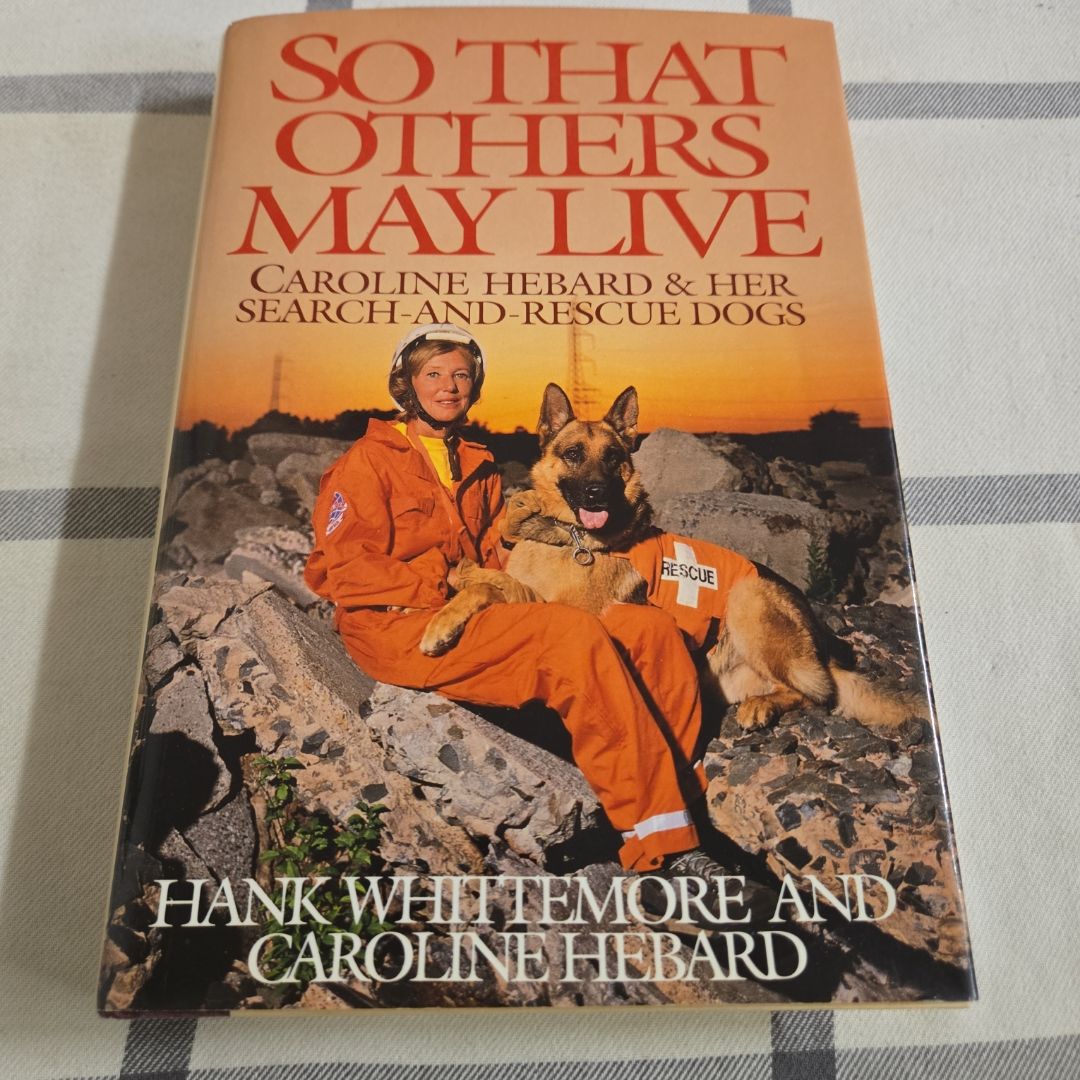 SO THAT
OTHERS
MAY LIVE
CAROLINE HEBARD & HER
SEARCH-AND-RESCUE DOGS
RESCUE
HANK WHITTEMORE AND
CAROLINE HEBARD